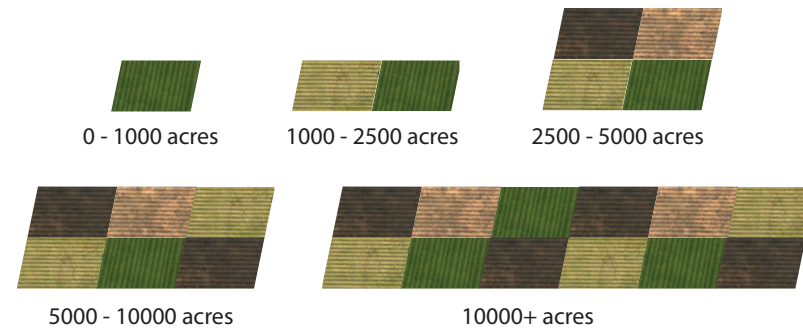 0 - 1000 acres
1000 - 2500 acres
2500 - 5000 acres
5000 - 10000 acres
10000+ acres